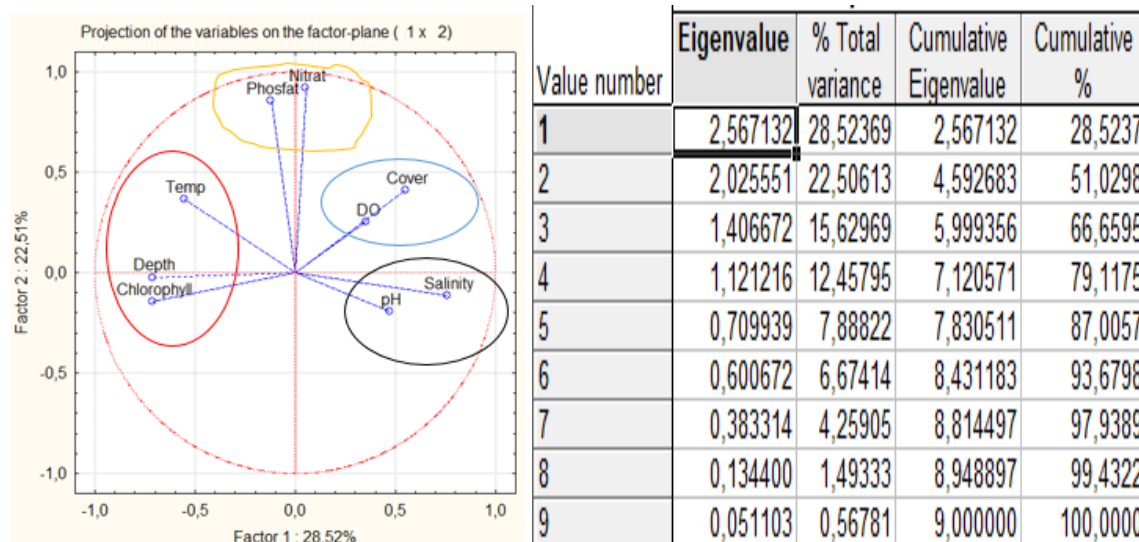 Projection of the variables on the factor-plane ( 1 x 2)
1,0
0,5
0,0
-0,5
-1,0
Factor 2 : 22,51%
Nitrat
Phosfat
Temp
Cover
DO
Depth
Chlorophyll
Salinity
pH
-1,0 -0,5 0,0 0,5 1,0
Factor 1 : 28,52%
Value number Eigenvalue % Total variance Cumulative Eigenvalue Cumulative %
1 2,567132 28,52369 2,567132 28,5237
2 2,025551 22,50613 4,592683 51,0298
3 1,406672 15,62969 5,999356 66,6595
4 1,121216 12,45795 7,120571 79,1175
5 0,709939 7,88822 7,830511 87,0057
6 0,600672 6,67414 8,431183 93,6798
7 0,383314 4,25905 8,814497 97,9389
8 0,134400 1,49333 8,948897 99,4322
9 0,051103 0,56781 9,000000 100,0000